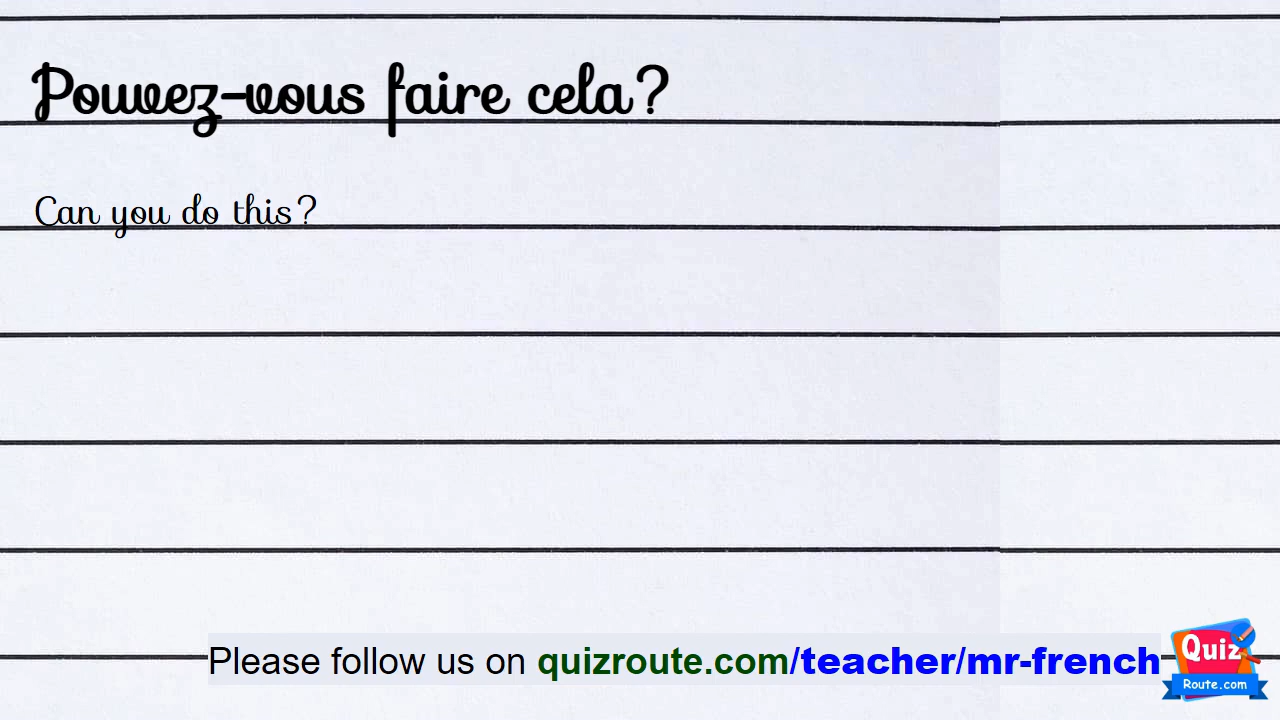 Pouvez-vous faire cela?
Can you do this?
Please follow us on quizroute.com/teacher/mr-french
Quiz
Route.com